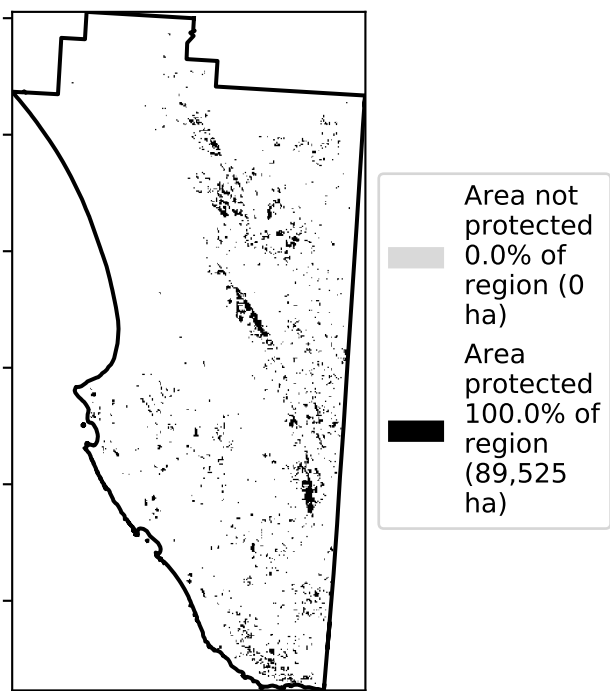 Area not
protected
0.0% of
region (0
ha)
Area
protected
100.0% of
region
(89,525
ha)